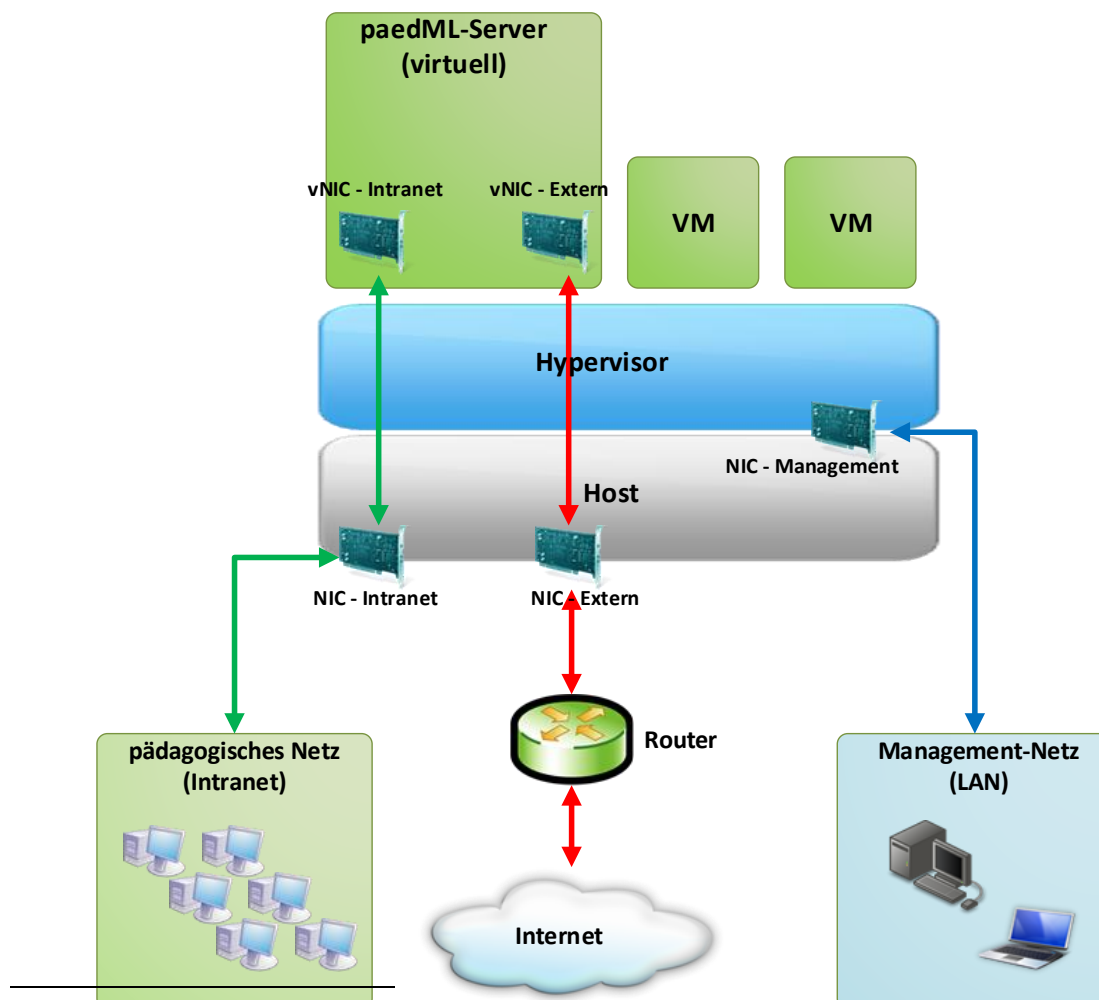 paedML-Server
(virtuell)
vNIC - Intranet
vNIC - Extern
VM
VM
Hypervisor
NIC - Management
Host
NIC - Intranet
NIC - Extern
Router
pädagogisches Netz
(Intranet)
Management-Netz
(LAN)
Internet